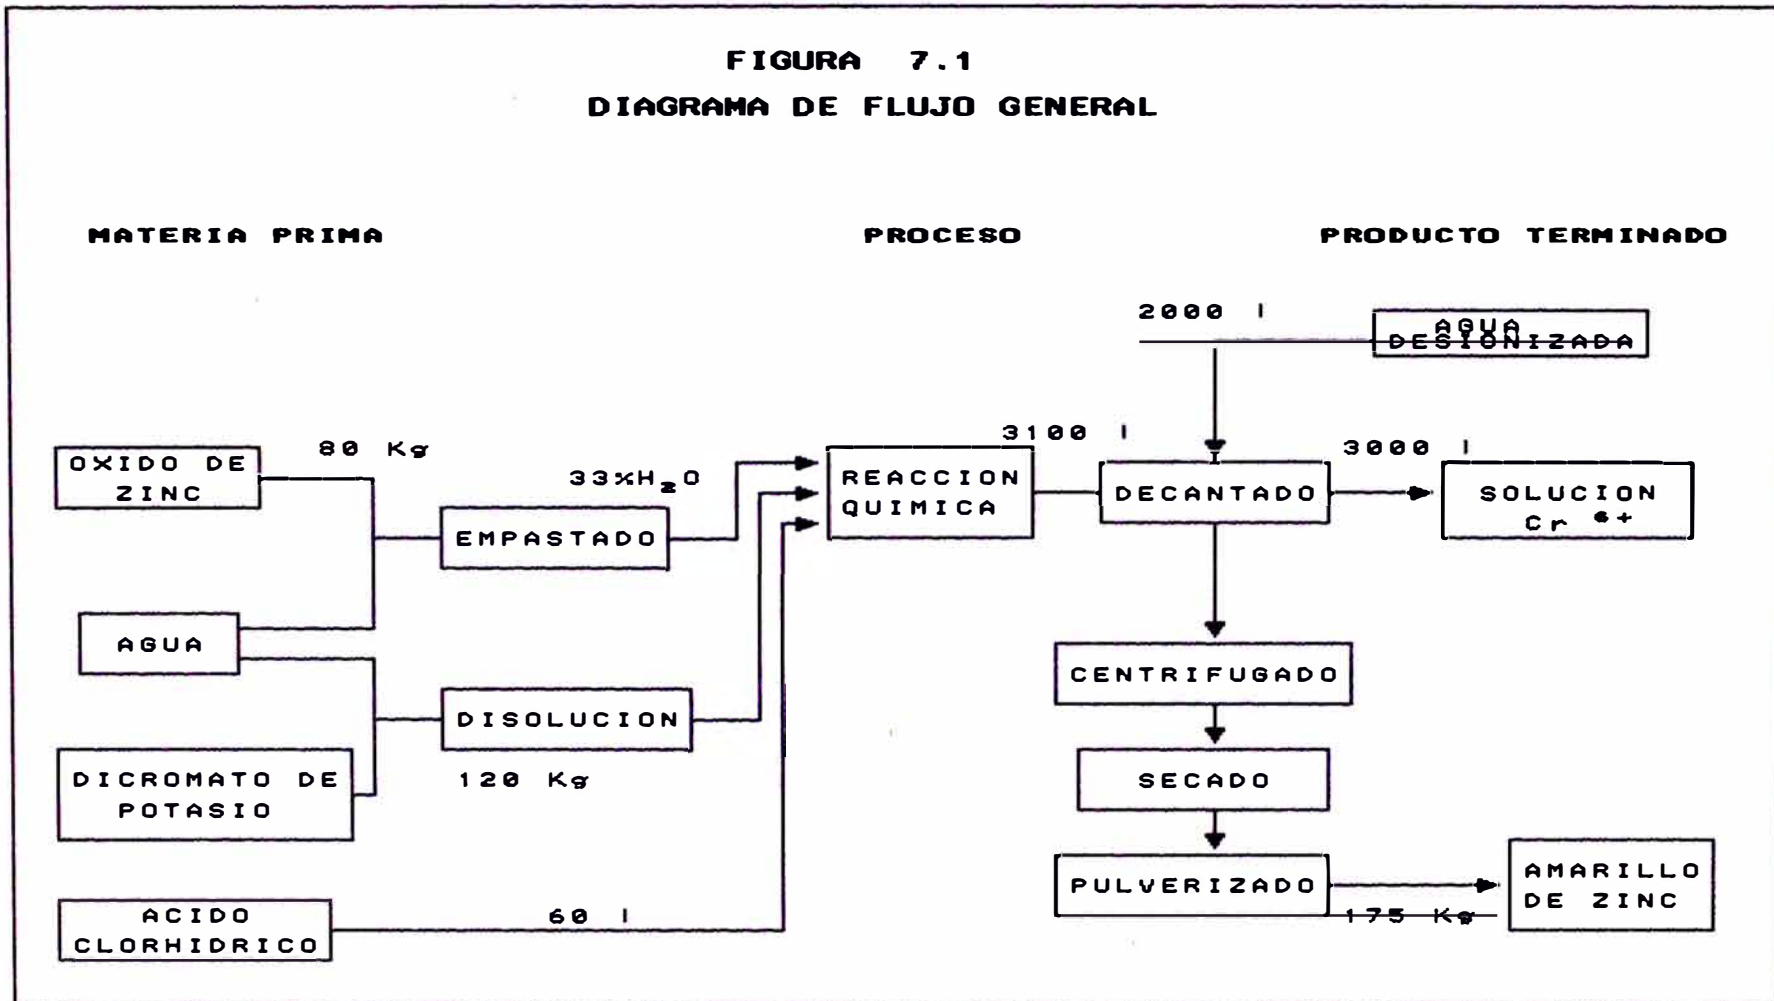 FIGURA 7.1
DIAGRAMA DE FLUJO GENERAL
MATERIA PRIMA
PROCESO
PRODUCTO TERMINADO
2000 l
AGUA
DESIONIZADA
OXIDO DE
ZINC
80 Kg
33%H₂O
EMPASTADO
REACCION
QUIMICA
3100 l
DECANTADO
3000 l
SOLUCION
Cr ⁶⁺
AGUA
CENTRIFUGADO
DISOLUCION
120 Kg
DICROMATO DE
POTASIO
SECADO
PULVERIZADO
175 Kg
AMARILLO
DE ZINC
ACIDO
CLORHIDRICO
60 l